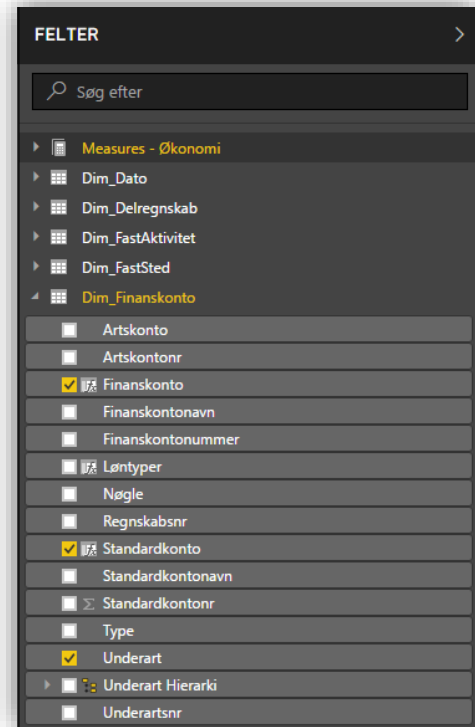 FELTER
Søg efter
Measures - Økonomi
Dim_Dato
Dim_Delregnskab
Dim_FastAktivitet
Dim_FastSted
Dim_Finanskonto
Artskonto
Artskontonr
Finanskonto
Finanskontonavn
Finanskontonummer
Løntyper
Nøgle
Regnskabsnr
Standardkonto
Standardkontonavn
Standardkontonr
Type
Underart
Underart Hierarki
Underartsnr